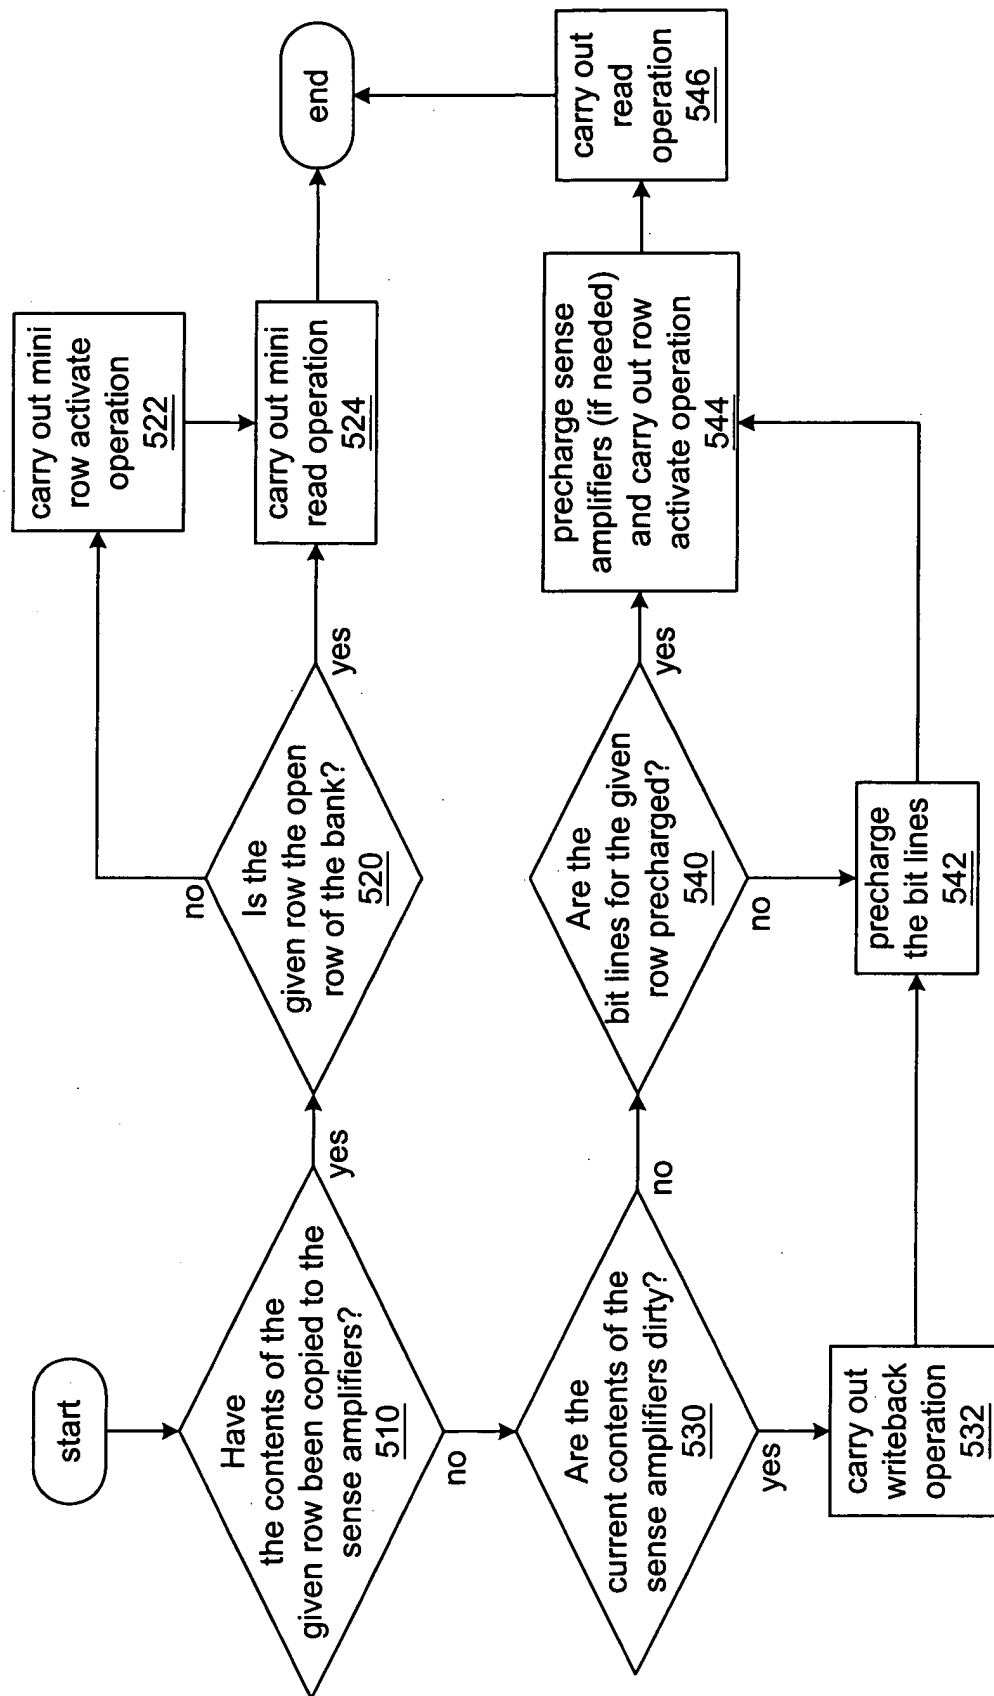 start
Have
the contents of the
given row been copied to the
sense amplifiers?
510
yes
no
Is the
given row the open
row of the bank?
520
no
yes
carry out mini
row activate
operation
522
carry out mini
read operation
524
end
Are the
current contents of the
sense amplifiers dirty?
530
no
yes
carry out
writeback
operation
532
Are the
bit lines for the given
row precharged?
540
yes
no
precharge
the bit lines
542
precharge sense
amplifiers (if needed)
and carry out row
activate operation
544
carry out
read
operation
546